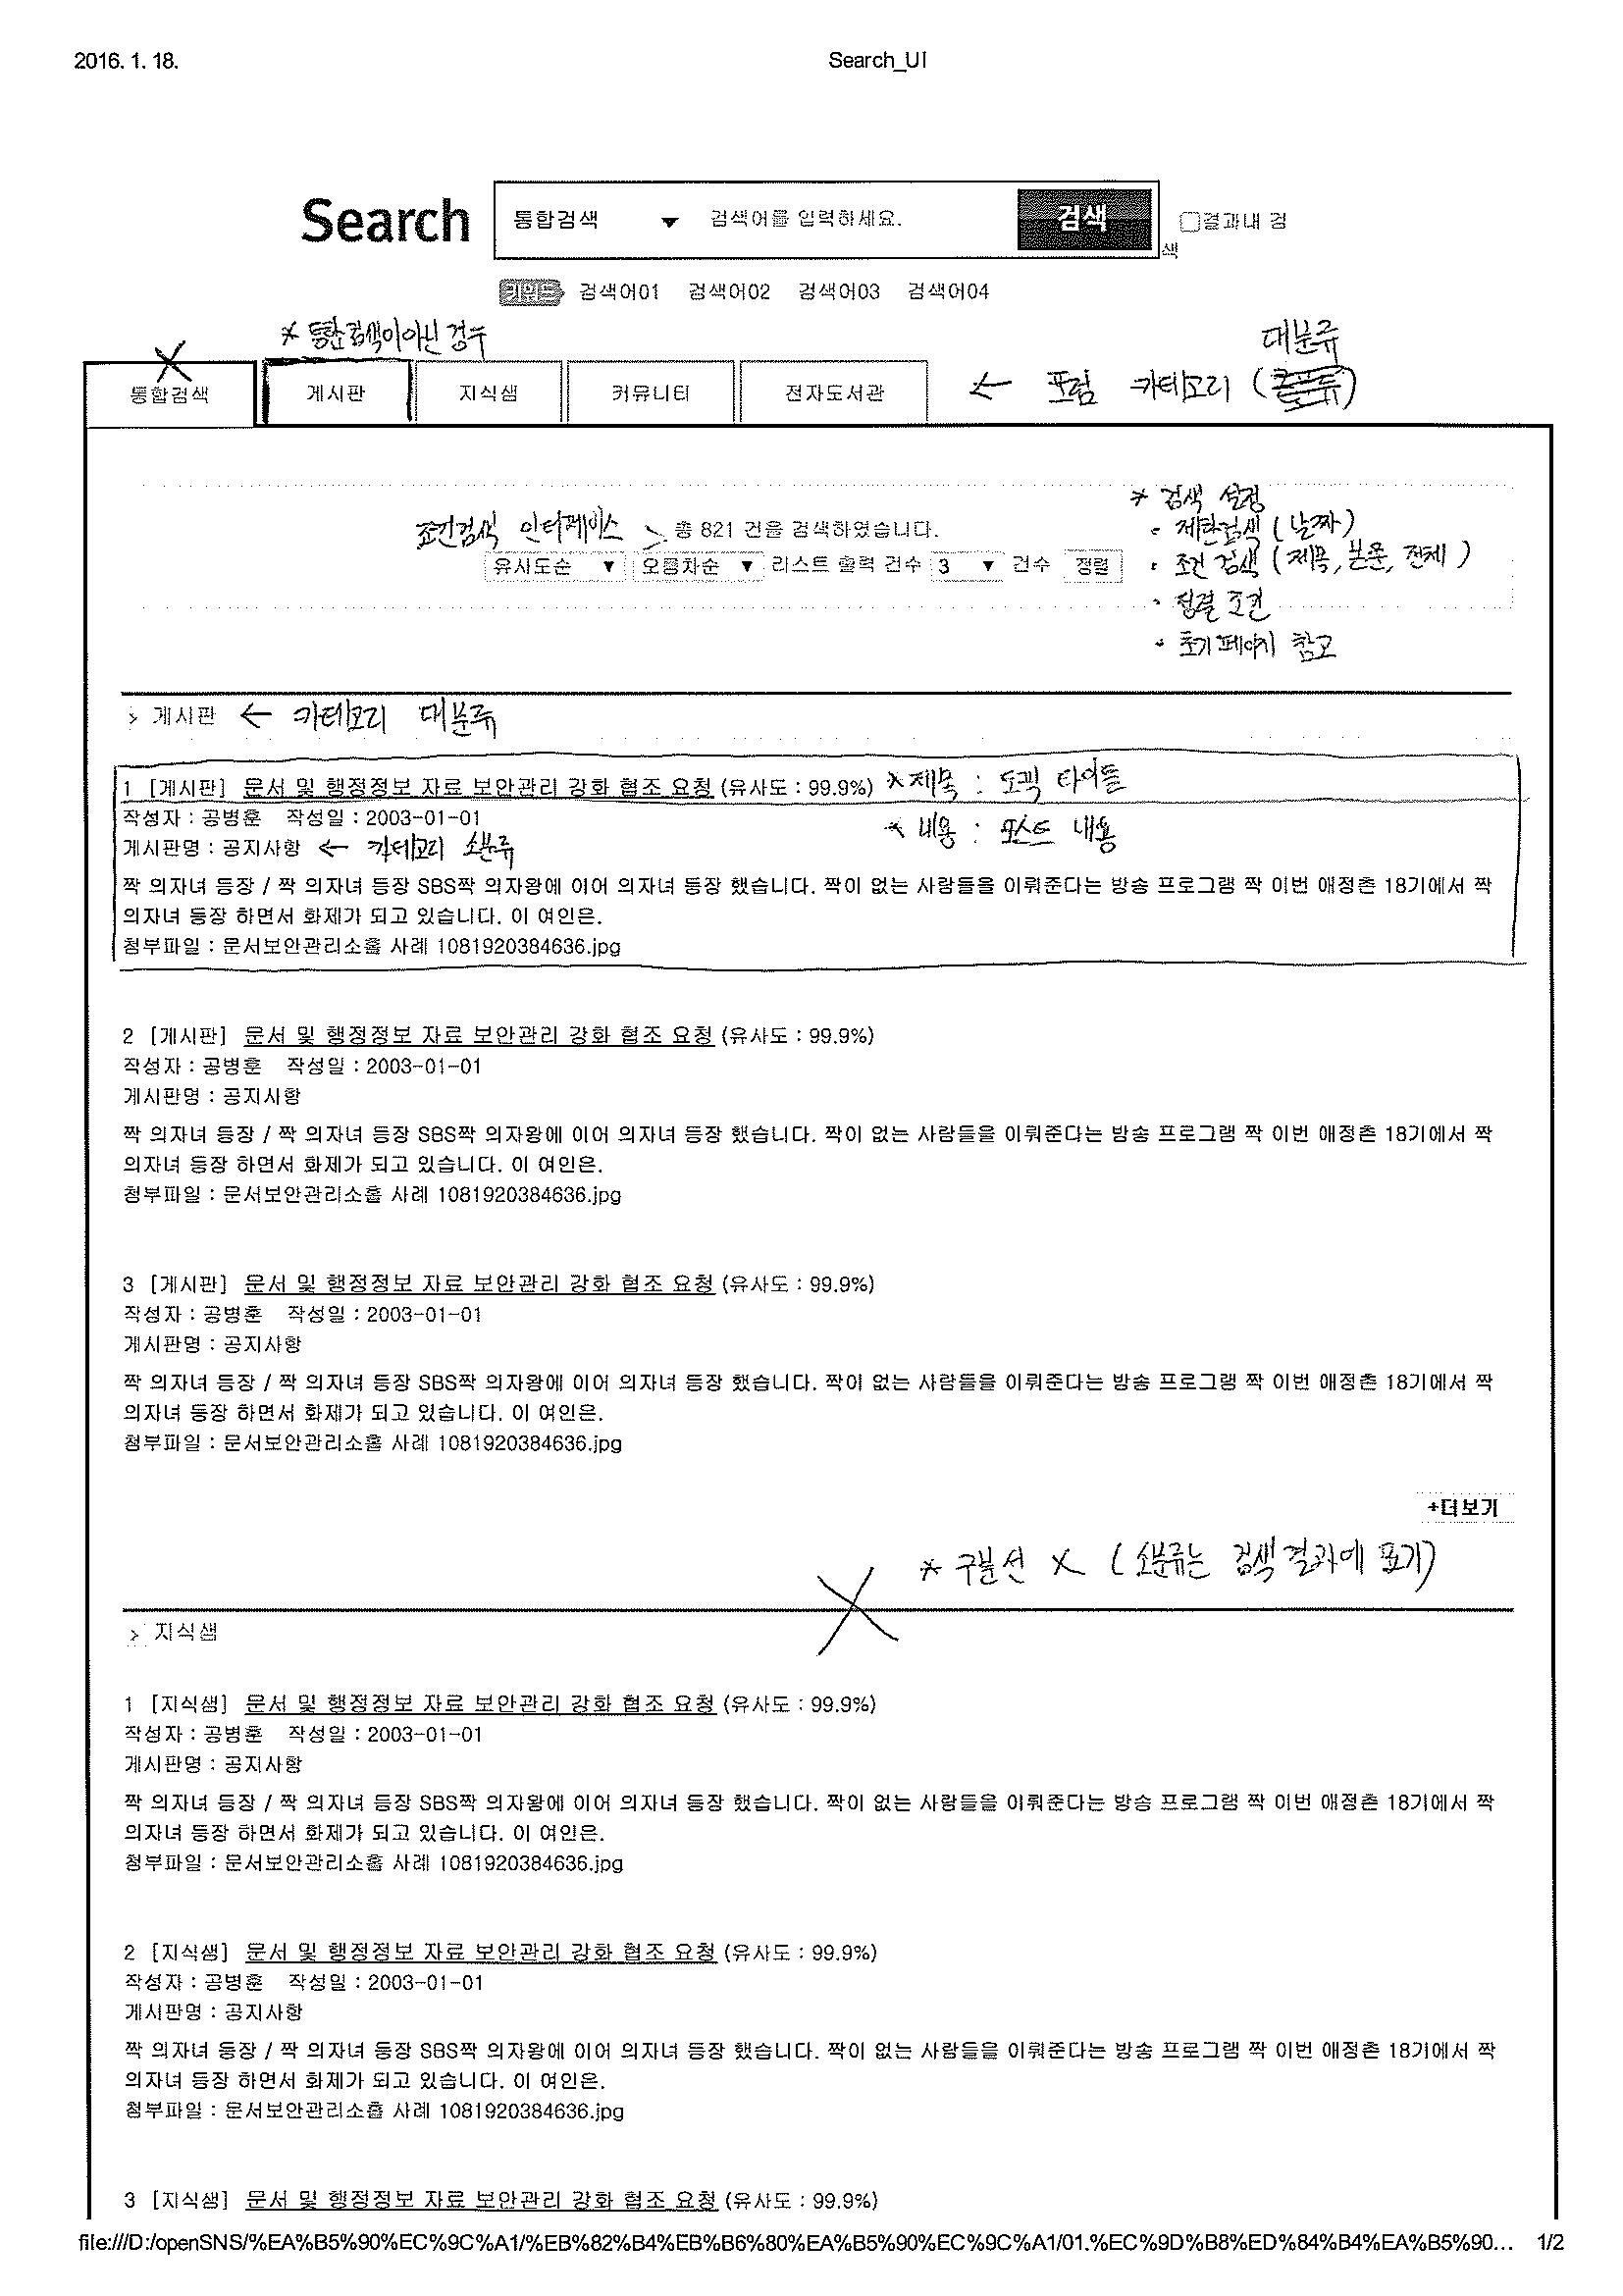 2016. 1. 18.
Search_UI
Search 통합검색 ▼ 검색어를 입력하세요. 검색 □결과내 검
색
키워드 검색어01 검색어02 검색어03 검색어04
* 통합검색이 아닌 경우
대분류
통합검색 게시판 지식샘 커뮤니티 전자도서관 ← 포럼 카테고리 ( )
* 검색 설정
조건검색 인터페이스 > 총 821 건을 검색하였습니다.
- 제한검색 (날짜)
유사도순 ▼ 오름차순 ▼ 리스트 출력 건수 3 ▼ 건수 정렬
· 조건 검색 (제목, 본문, 전체)
· 정렬 조건
· 초기 페이지 참고
> 게시판 ← 카테고리 대분류
1 [게시판] 문서 및 행정정보 자료 보안관리 강화 협조 요청 (유사도 : 99.9%) * 제목 : 토픽 타이틀
작성자 : 공병훈 작성일 : 2003-01-01 * 내용 : 포스트 내용
게시판명 : 공지사항 ← 카테고리 소분류
짝 의자녀 등장 / 짝 의자녀 등장 SBS짝 의자왕에 이어 의자녀 등장 했습니다. 짝이 없는 사람들을 이뤄준다는 방송 프로그램 짝 이번 애정촌 18기에서 짝
의자녀 등장 하면서 화제가 되고 있습니다. 이 여인은.
첨부파일 : 문서보안관리소홀 사례 1081920384636.jpg
2 [게시판] 문서 및 행정정보 자료 보안관리 강화 협조 요청 (유사도 : 99.9%)
작성자 : 공병훈 작성일 : 2003-01-01
게시판명 : 공지사항
짝 의자녀 등장 / 짝 의자녀 등장 SBS짝 의자왕에 이어 의자녀 등장 했습니다. 짝이 없는 사람들을 이뤄준다는 방송 프로그램 짝 이번 애정촌 18기에서 짝
의자녀 등장 하면서 화제가 되고 있습니다. 이 여인은.
첨부파일 : 문서보안관리소홀 사례 1081920384636.jpg
3 [게시판] 문서 및 행정정보 자료 보안관리 강화 협조 요청 (유사도 : 99.9%)
작성자 : 공병훈 작성일 : 2003-01-01
게시판명 : 공지사항
짝 의자녀 등장 / 짝 의자녀 등장 SBS짝 의자왕에 이어 의자녀 등장 했습니다. 짝이 없는 사람들을 이뤄준다는 방송 프로그램 짝 이번 애정촌 18기에서 짝
의자녀 등장 하면서 화제가 되고 있습니다. 이 여인은.
첨부파일 : 문서보안관리소홀 사례 1081920384636.jpg
+더보기
* 구분선 X (소분류는 검색결과에 표기)
> 지식샘
1 [지식샘] 문서 및 행정정보 자료 보안관리 강화 협조 요청 (유사도 : 99.9%)
작성자 : 공병훈 작성일 : 2003-01-01
게시판명 : 공지사항
짝 의자녀 등장 / 짝 의자녀 등장 SBS짝 의자왕에 이어 의자녀 등장 했습니다. 짝이 없는 사람들을 이뤄준다는 방송 프로그램 짝 이번 애정촌 18기에서 짝
의자녀 등장 하면서 화제가 되고 있습니다. 이 여인은.
첨부파일 : 문서보안관리소홀 사례 1081920384636.jpg
2 [지식샘] 문서 및 행정정보 자료 보안관리 강화 협조 요청 (유사도 : 99.9%)
작성자 : 공병훈 작성일 : 2003-01-01
게시판명 : 공지사항
짝 의자녀 등장 / 짝 의자녀 등장 SBS짝 의자왕에 이어 의자녀 등장 했습니다. 짝이 없는 사람들을 이뤄준다는 방송 프로그램 짝 이번 애정촌 18기에서 짝
의자녀 등장 하면서 화제가 되고 있습니다. 이 여인은.
첨부파일 : 문서보안관리소홀 사례 1081920384636.jpg
3 [지식샘] 문서 및 행정정보 자료 보안관리 강화 협조 요청 (유사도 : 99.9%)
file:///D:/openSNS/%EA%B5%90%EC%9C%A1/%EB%82%B4%EB%B6%80%EA%B5%90%EC%9C%A1/01.%EC%9D%B8%ED%84%B4%EA%B5%90... 1/2